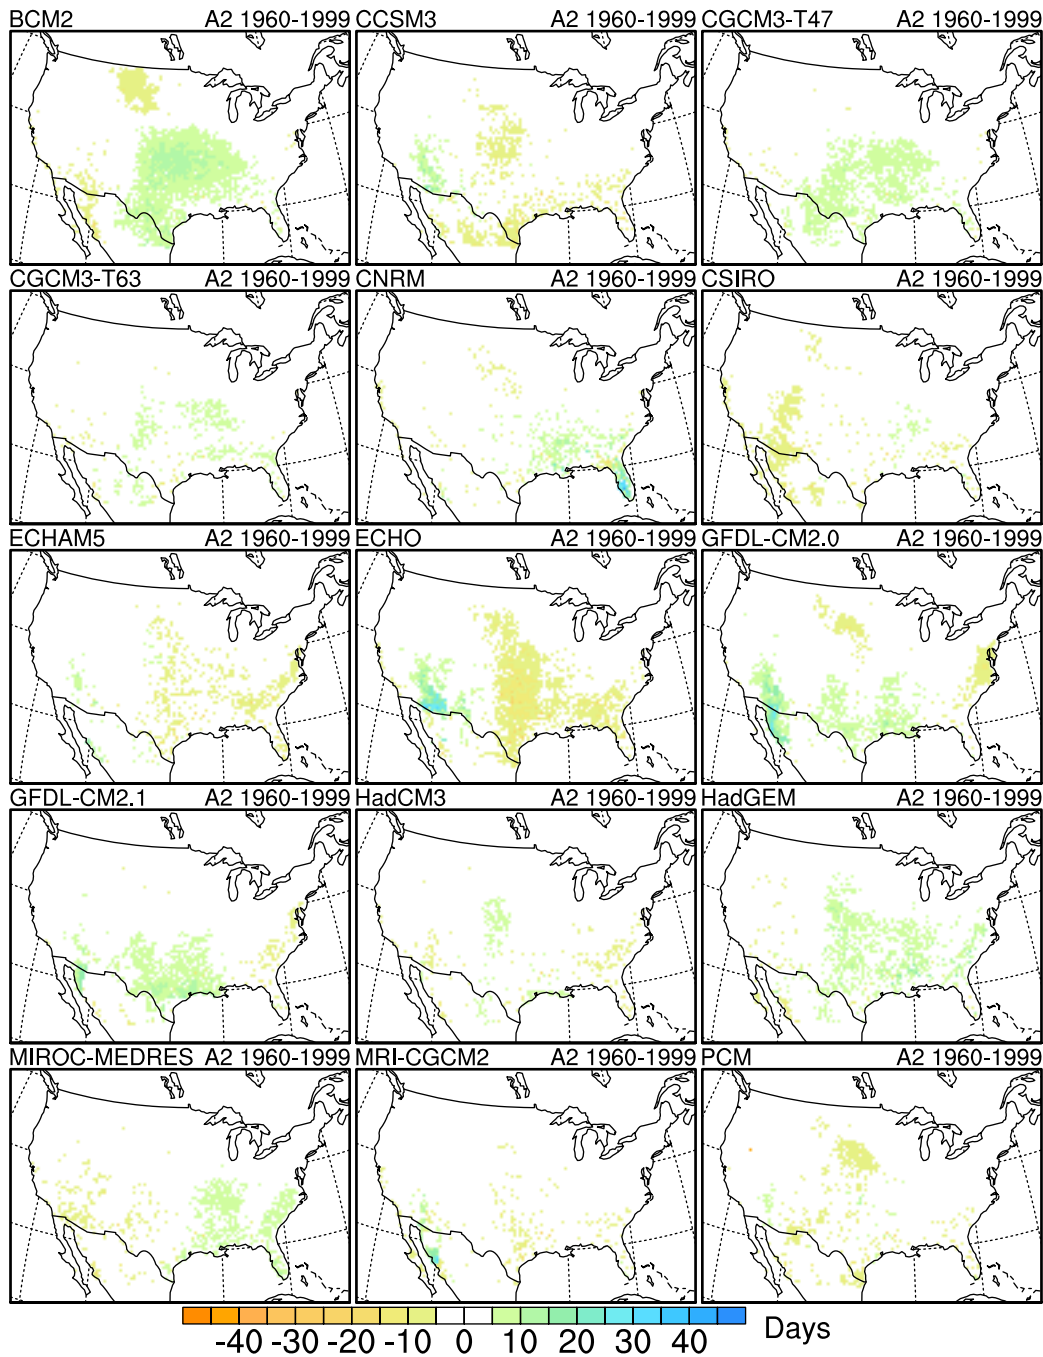 BCM2 A2 1960-1999 CCSM3 A2 1960-1999 CGCM3-T47 A2 1960-1999
CGCM3-T63 A2 1960-1999 CNRM A2 1960-1999 CSIRO A2 1960-1999
ECHAM5 A2 1960-1999 ECHO A2 1960-1999 GFDL-CM2.0 A2 1960-1999
GFDL-CM2.1 A2 1960-1999 HadCM3 A2 1960-1999 HadGEM A2 1960-1999
MIROC-MEDRES A2 1960-1999 MRI-CGCM2 A2 1960-1999 PCM A2 1960-1999
-40 -30 -20 -10 0 10 20 30 40 Days